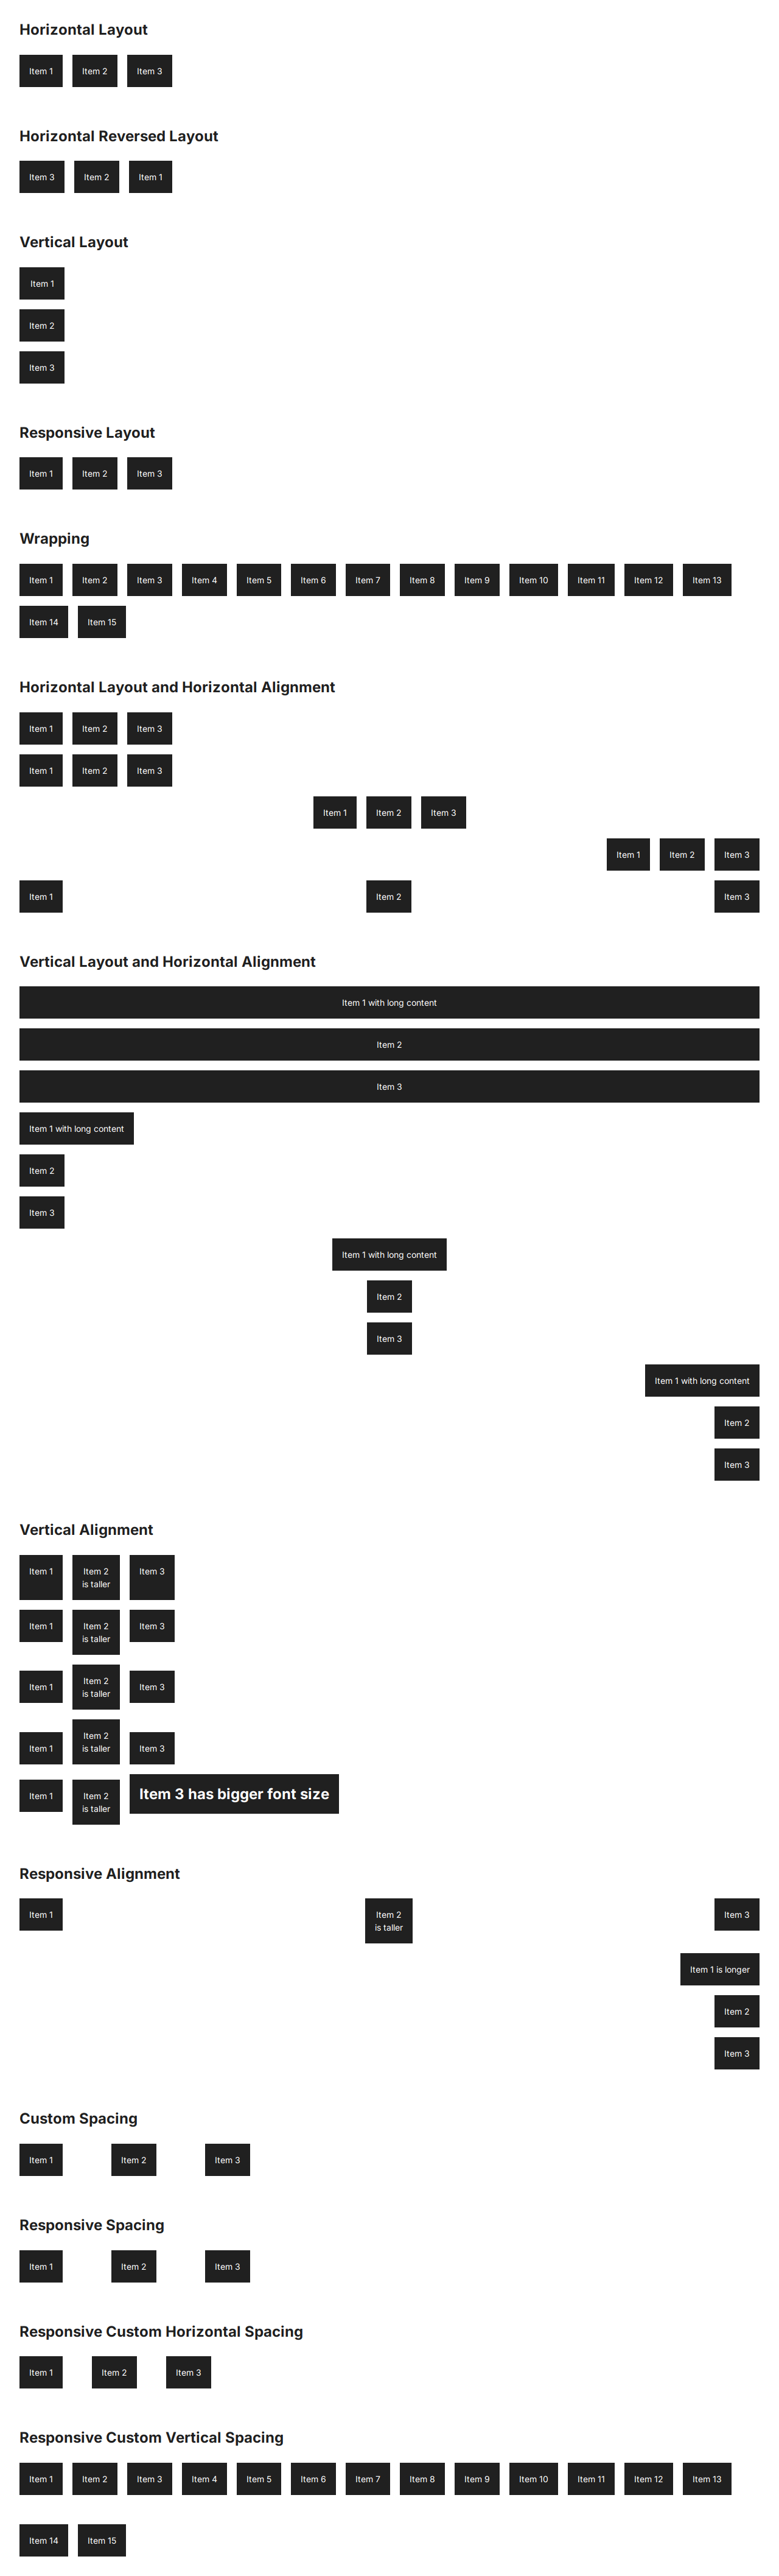 Horizontal Layout
Item 1 Item 2 Item 3
Horizontal Reversed Layout
Item 3 Item 2 Item 1
Vertical Layout
Item 1
Item 2
Item 3
Responsive Layout
Item 1 Item 2 Item 3
Wrapping
Item 1 Item 2 Item 3 Item 4 Item 5 Item 6 Item 7 Item 8 Item 9 Item 10 Item 11 Item 12 Item 13
Item 14 Item 15
Horizontal Layout and Horizontal Alignment
Item 1 Item 2 Item 3
Item 1 Item 2 Item 3
Item 1 Item 2 Item 3
Item 1 Item 2 Item 3
Item 1 Item 2 Item 3
Vertical Layout and Horizontal Alignment
Item 1 with long content
Item 2
Item 3
Item 1 with long content
Item 2
Item 3
Item 1 with long content
Item 2
Item 3
Item 1 with long content
Item 2
Item 3
Vertical Alignment
Item 1 Item 2 Item 3
is taller
Item 1 Item 2 Item 3
is taller
Item 1 Item 2 Item 3
is taller
Item 1 Item 2 Item 3
is taller
Item 1 Item 2 Item 3 has bigger font size
is taller
Responsive Alignment
Item 1 Item 2 Item 3
is taller
Item 1 is longer
Item 2
Item 3
Custom Spacing
Item 1 Item 2 Item 3
Responsive Spacing
Item 1 Item 2 Item 3
Responsive Custom Horizontal Spacing
Item 1 Item 2 Item 3
Responsive Custom Vertical Spacing
Item 1 Item 2 Item 3 Item 4 Item 5 Item 6 Item 7 Item 8 Item 9 Item 10 Item 11 Item 12 Item 13
Item 14 Item 15